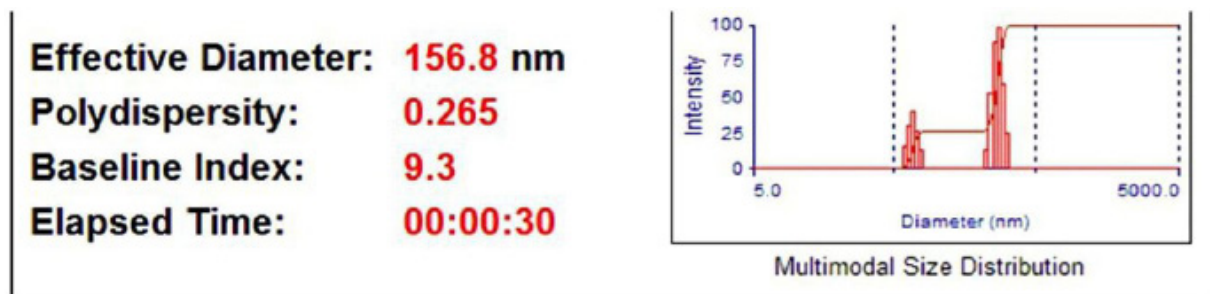 Effective Diameter: 156.8 nm
Polydispersity: 0.265
Baseline Index: 9.3
Elapsed Time: 00:00:30
100
75
50
25
0
Intensity
5.0 5000.0
Diameter (nm)
Multimodal Size Distribution